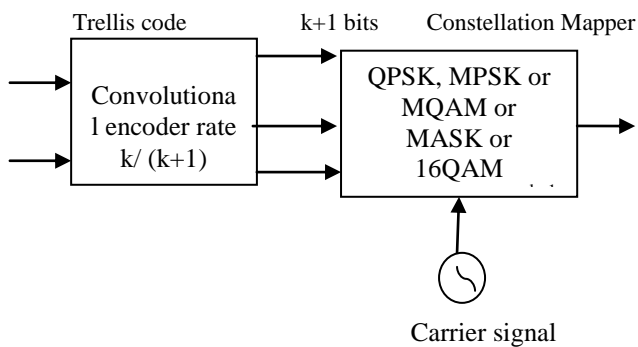 Trellis code k+1 bits Constellation Mapper
Convolutiona
l encoder rate
k/ (k+1)
QPSK, MPSK or
MQAM or
MASK or
16QAM
Carrier signal